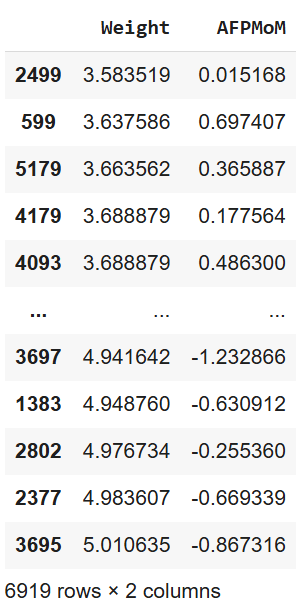 Weight AFPMoM
2499 3.583519 0.015168
599 3.637586 0.697407
5179 3.663562 0.365887
4179 3.688879 0.177564
4093 3.688879 0.486300
... ... ...
3697 4.941642 -1.232866
1383 4.948760 -0.630912
2802 4.976734 -0.255360
2377 4.983607 -0.669339
3695 5.010635 -0.867316
6919 rows × 2 columns